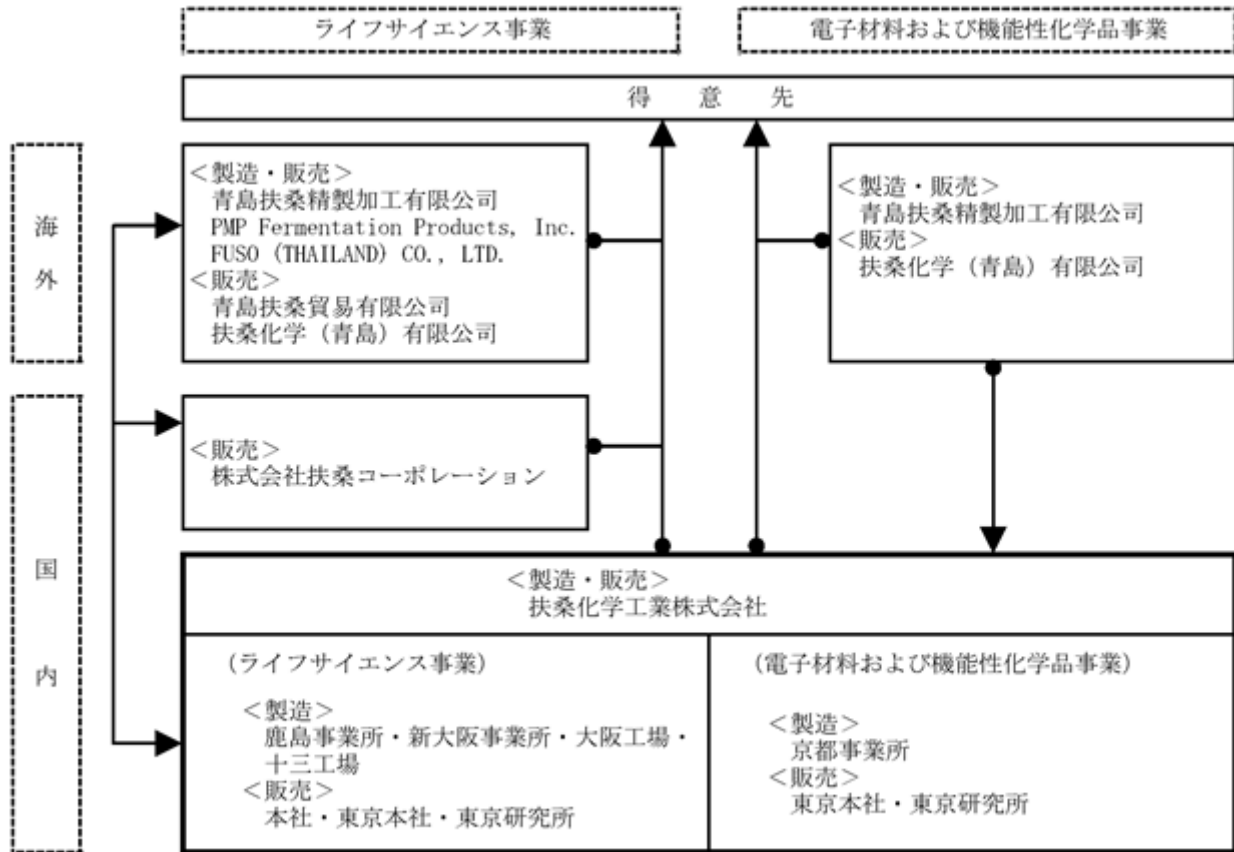 ライフサイエンス事業
電子材料および機能性化学品事業
得意先
海外
＜製造・販売＞
青島扶桑精製加工有限公司
PMP Fermentation Products, Inc.
FUSO (THAILAND) CO., LTD.
＜販売＞
青島扶桑貿易有限公司
扶桑化学（青島）有限公司
＜製造・販売＞
青島扶桑精製加工有限公司
＜販売＞
扶桑化学（青島）有限公司
国内
＜販売＞
株式会社扶桑コーポレーション
＜製造・販売＞
扶桑化学工業株式会社
(ライフサイエンス事業)
＜製造＞
鹿島事業所・新大阪事業所・大阪工場・
十三工場
＜販売＞
本社・東京本社・東京研究所
(電子材料および機能性化学品事業)
＜製造＞
京都事業所
＜販売＞
東京本社・東京研究所